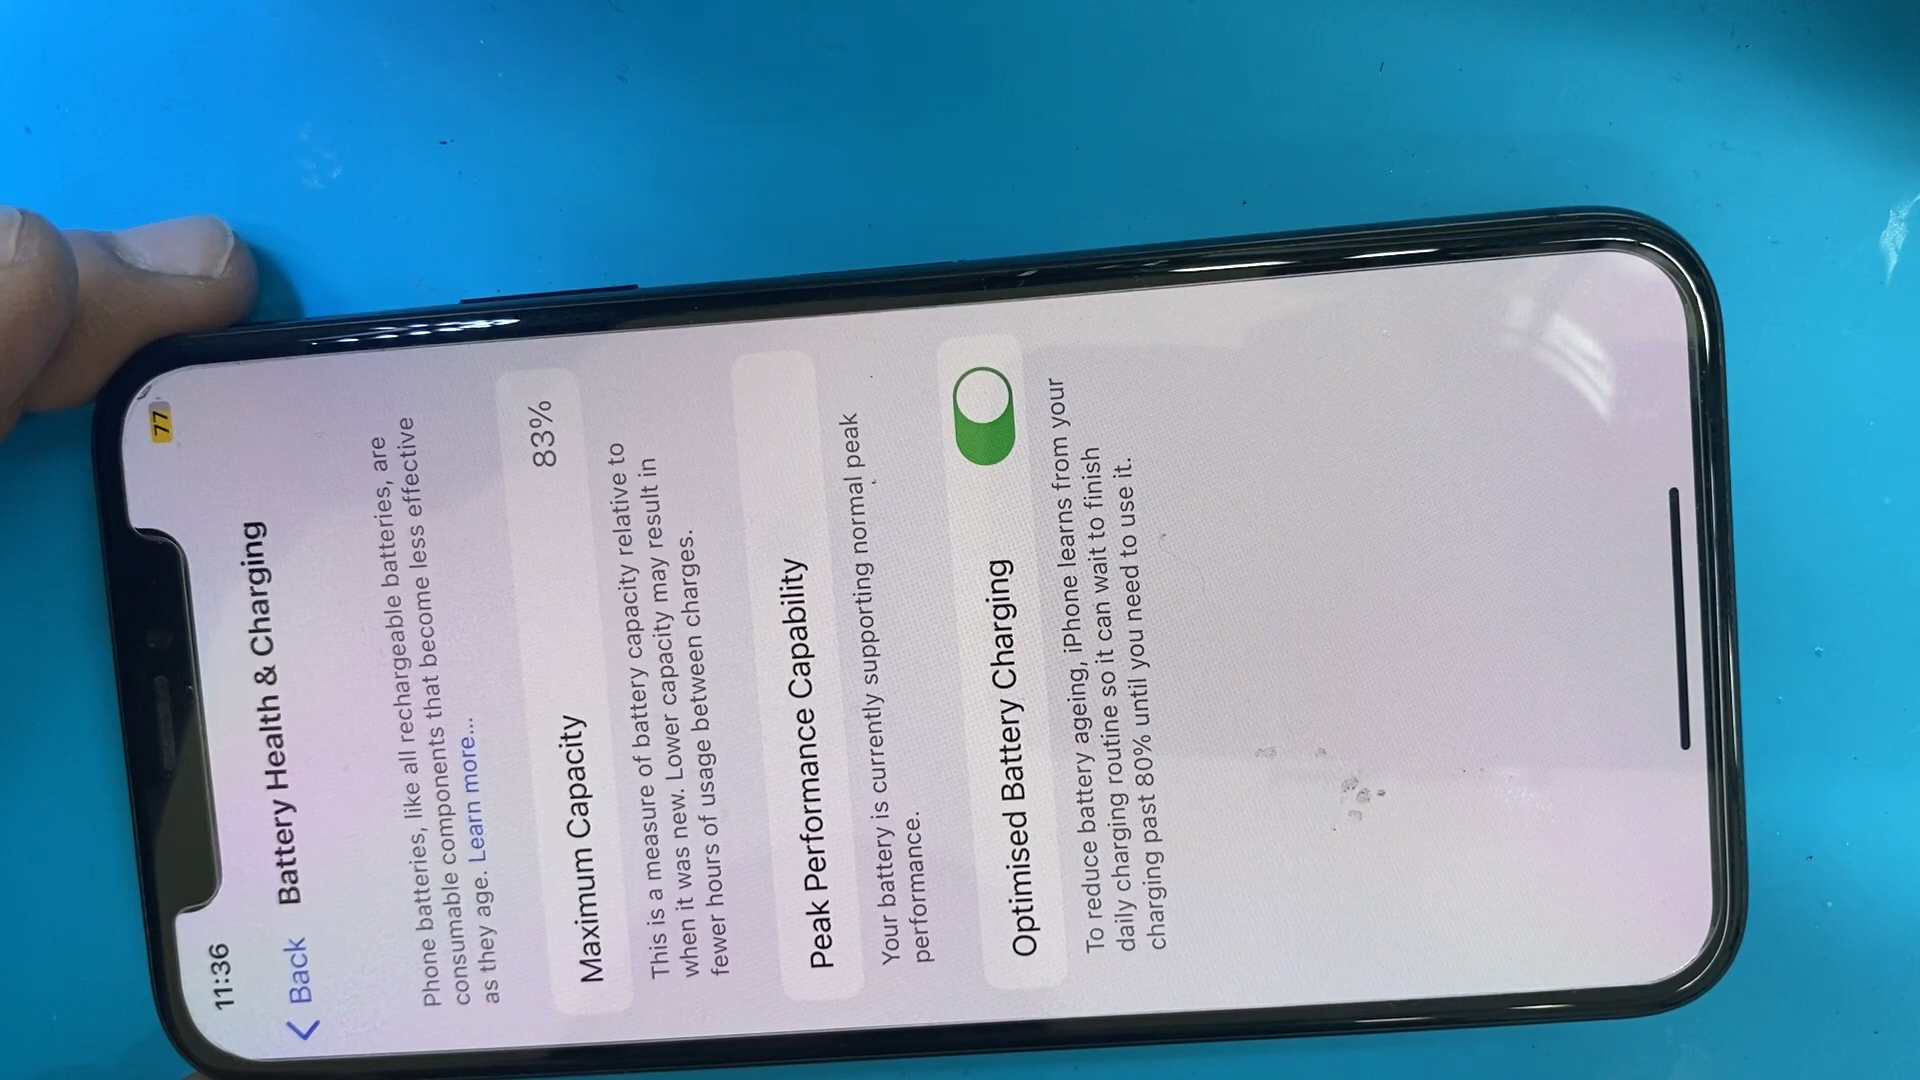 11:36
77
Back
Battery Health & Charging
Phone batteries, like all rechargeable batteries, are
consumable components that become less effective
as they age. Learn more...
Maximum Capacity
83%
This is a measure of battery capacity relative to
when it was new. Lower capacity may result in
fewer hours of usage between charges.
Peak Performance Capability
Your battery is currently supporting normal peak
performance.
Optimised Battery Charging
To reduce battery ageing, iPhone learns from your
daily charging routine so it can wait to finish
charging past 80% until you need to use it.